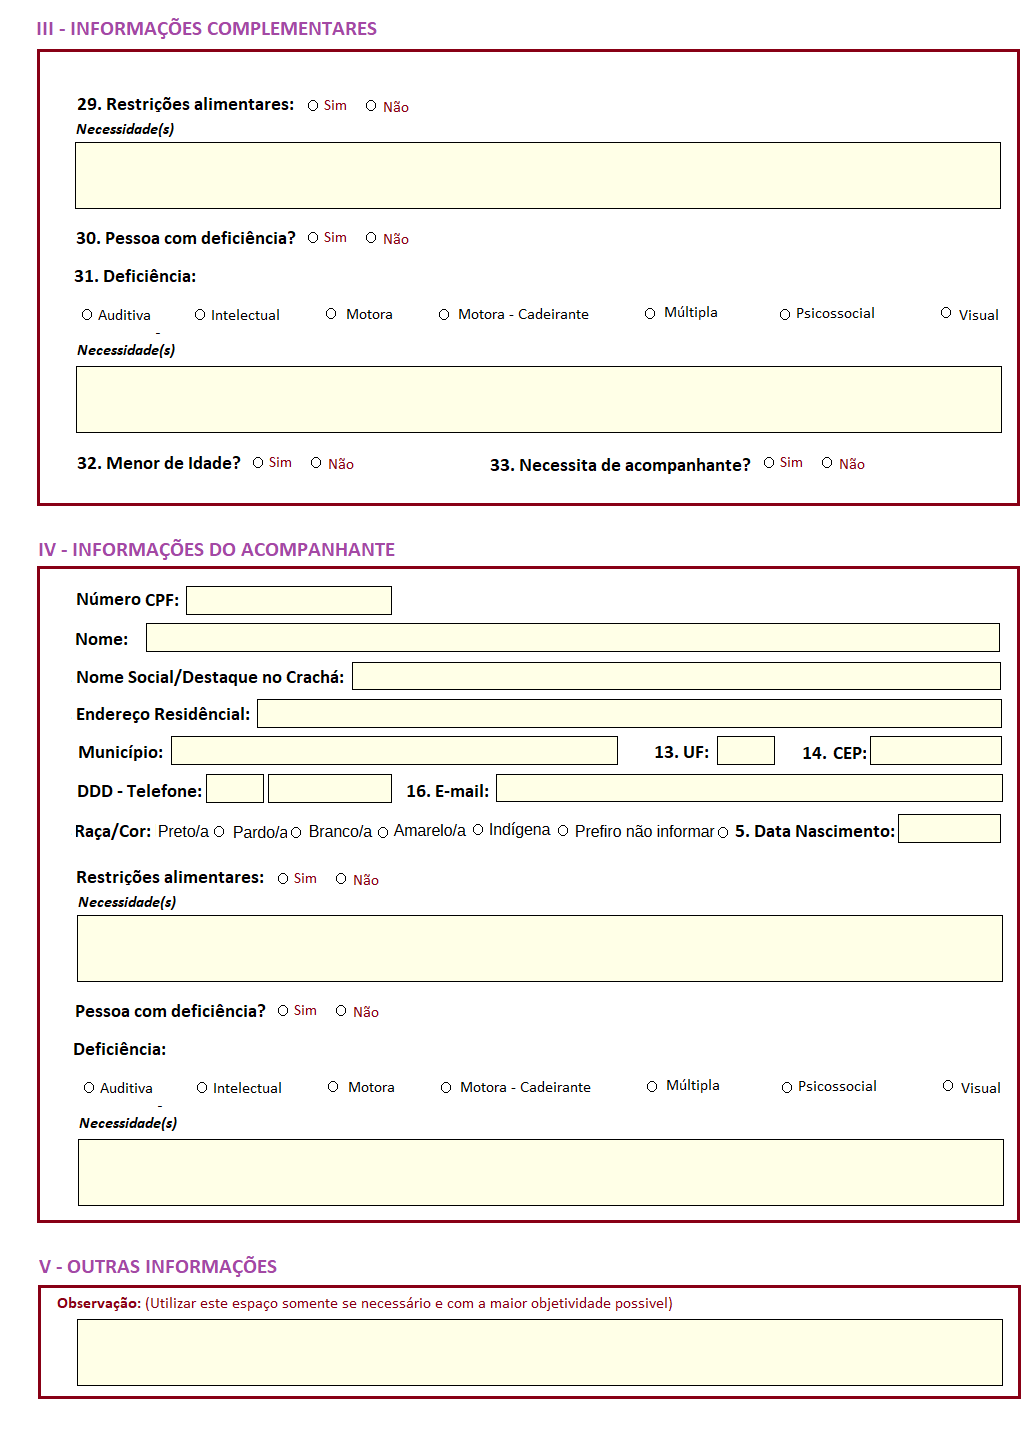 III - INFORMAÇÕES COMPLEMENTARES
29. Restrições alimentares: Sim Não
Necessidade(s)
30. Pessoa com deficiência? Sim Não
31. Deficiência:
Auditiva Intelectual Motora Motora - Cadeirante Múltipla Psicossocial Visual
-
Necessidade(s)
32. Menor de Idade? Sim Não 33. Necessita de acompanhante? Sim Não
IV - INFORMAÇÕES DO ACOMPANHANTE
Número CPF:
Nome:
Nome Social/Destaque no Crachá:
Endereço Residêncial:
Município: 13. UF: 14. CEP:
DDD - Telefone: 16. E-mail:
Raça/Cor: Preto/a Pardo/a Branco/a Amarelo/a Indígena Prefiro não informar 5. Data Nascimento:
Restrições alimentares: Sim Não
Necessidade(s)
Pessoa com deficiência? Sim Não
Deficiência:
Auditiva Intelectual Motora Motora - Cadeirante Múltipla Psicossocial Visual
-
Necessidade(s)
V - OUTRAS INFORMAÇÕES
Observação: (Utilizar este espaço somente se necessário e com a maior objetividade possivel)